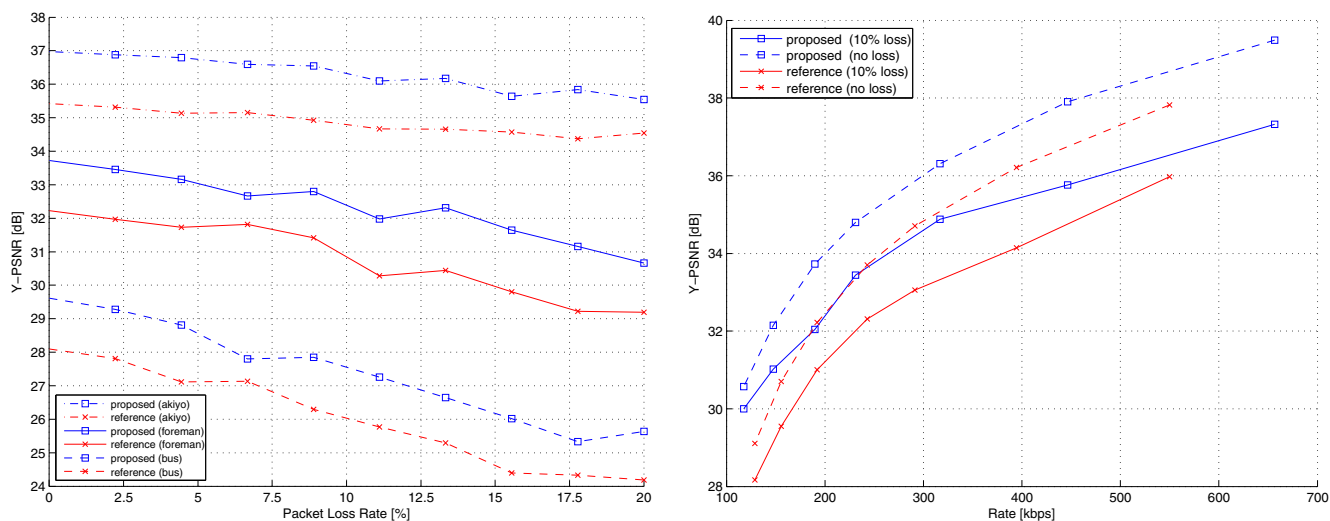 38
37
36
35
34
33
32
31
30
29
28
27
26
25
24
Y−PSNR [dB]
proposed (akiyo)
reference (akiyo)
proposed (foreman)
reference (foreman)
proposed (bus)
reference (bus)
0 2.5 5 7.5 10 12.5 15 17.5 20
Packet Loss Rate [%]
40
38
36
34
32
30
28
Y−PSNR [dB]
proposed (10% loss)
proposed (no loss)
reference (10% loss)
reference (no loss)
100 200 300 400 500 600 700
Rate [kbps]